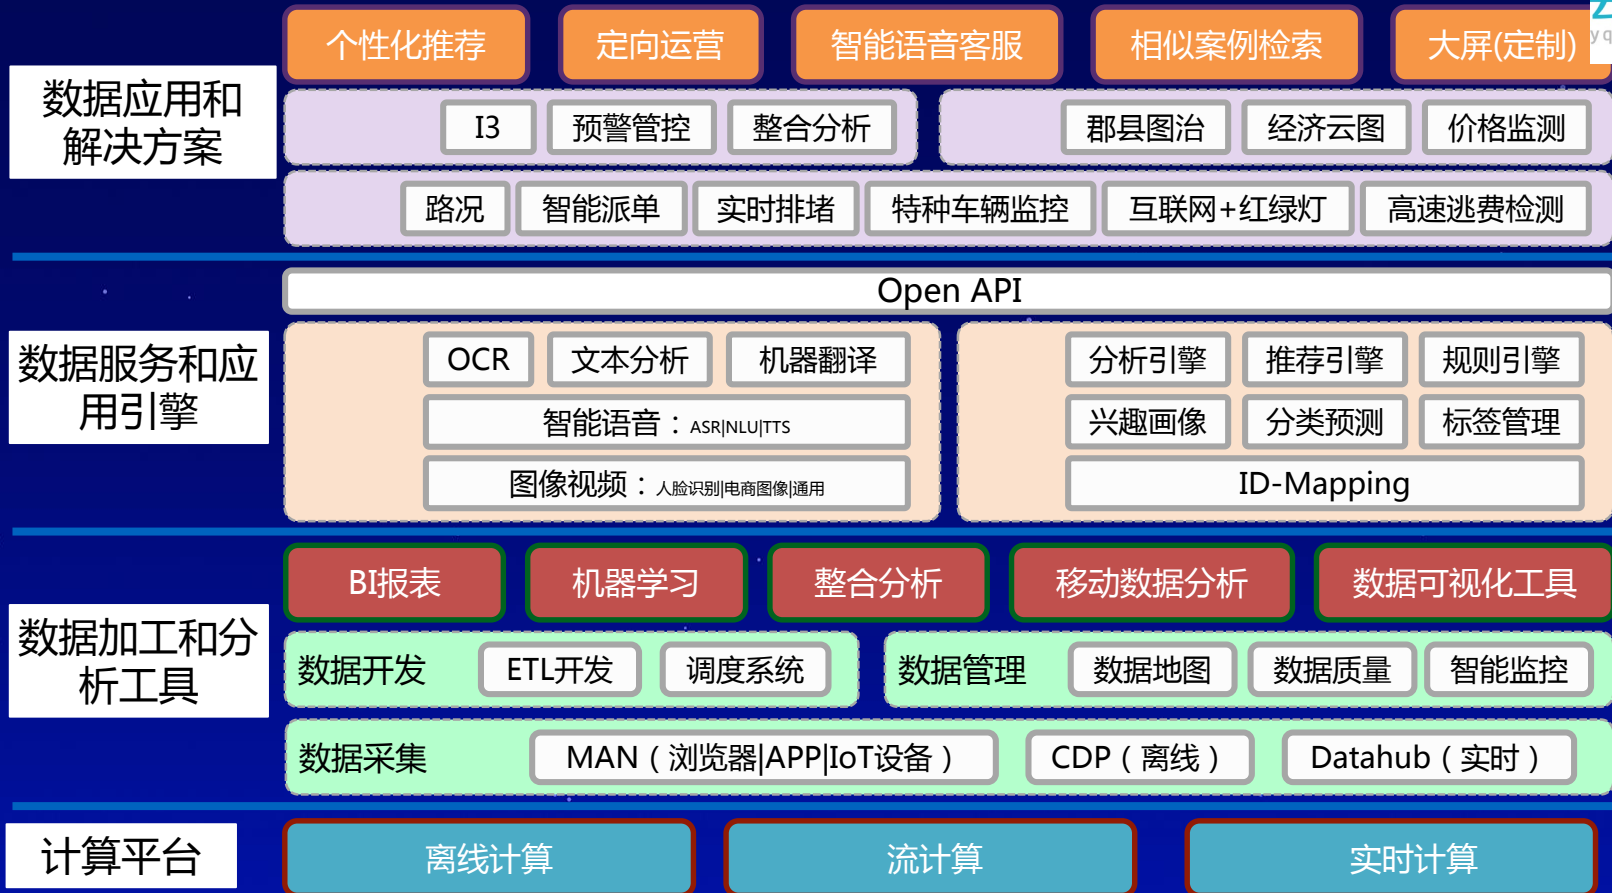 个性化推荐 定向运营 智能语音客服 相似案例检索 大屏(定制)
数据应用和
解决方案
I3 预警管控 整合分析 郡县图治 经济云图 价格监测
路况 智能派单 实时排堵 特种车辆监控 互联网+红绿灯 高速逃费检测
Open API
数据服务和应
用引擎
OCR 文本分析 机器翻译 分析引擎 推荐引擎 规则引擎
智能语音：ASR|NLU|TTS 兴趣画像 分类预测 标签管理
图像视频：人脸识别|电商图像|通用 ID-Mapping
BI报表 机器学习 整合分析 移动数据分析 数据可视化工具
数据加工和分
析工具
数据开发 ETL开发 调度系统 数据管理 数据地图 数据质量 智能监控
数据采集 MAN（浏览器|APP|IoT设备） CDP（离线） Datahub（实时）
计算平台 离线计算 流计算 实时计算